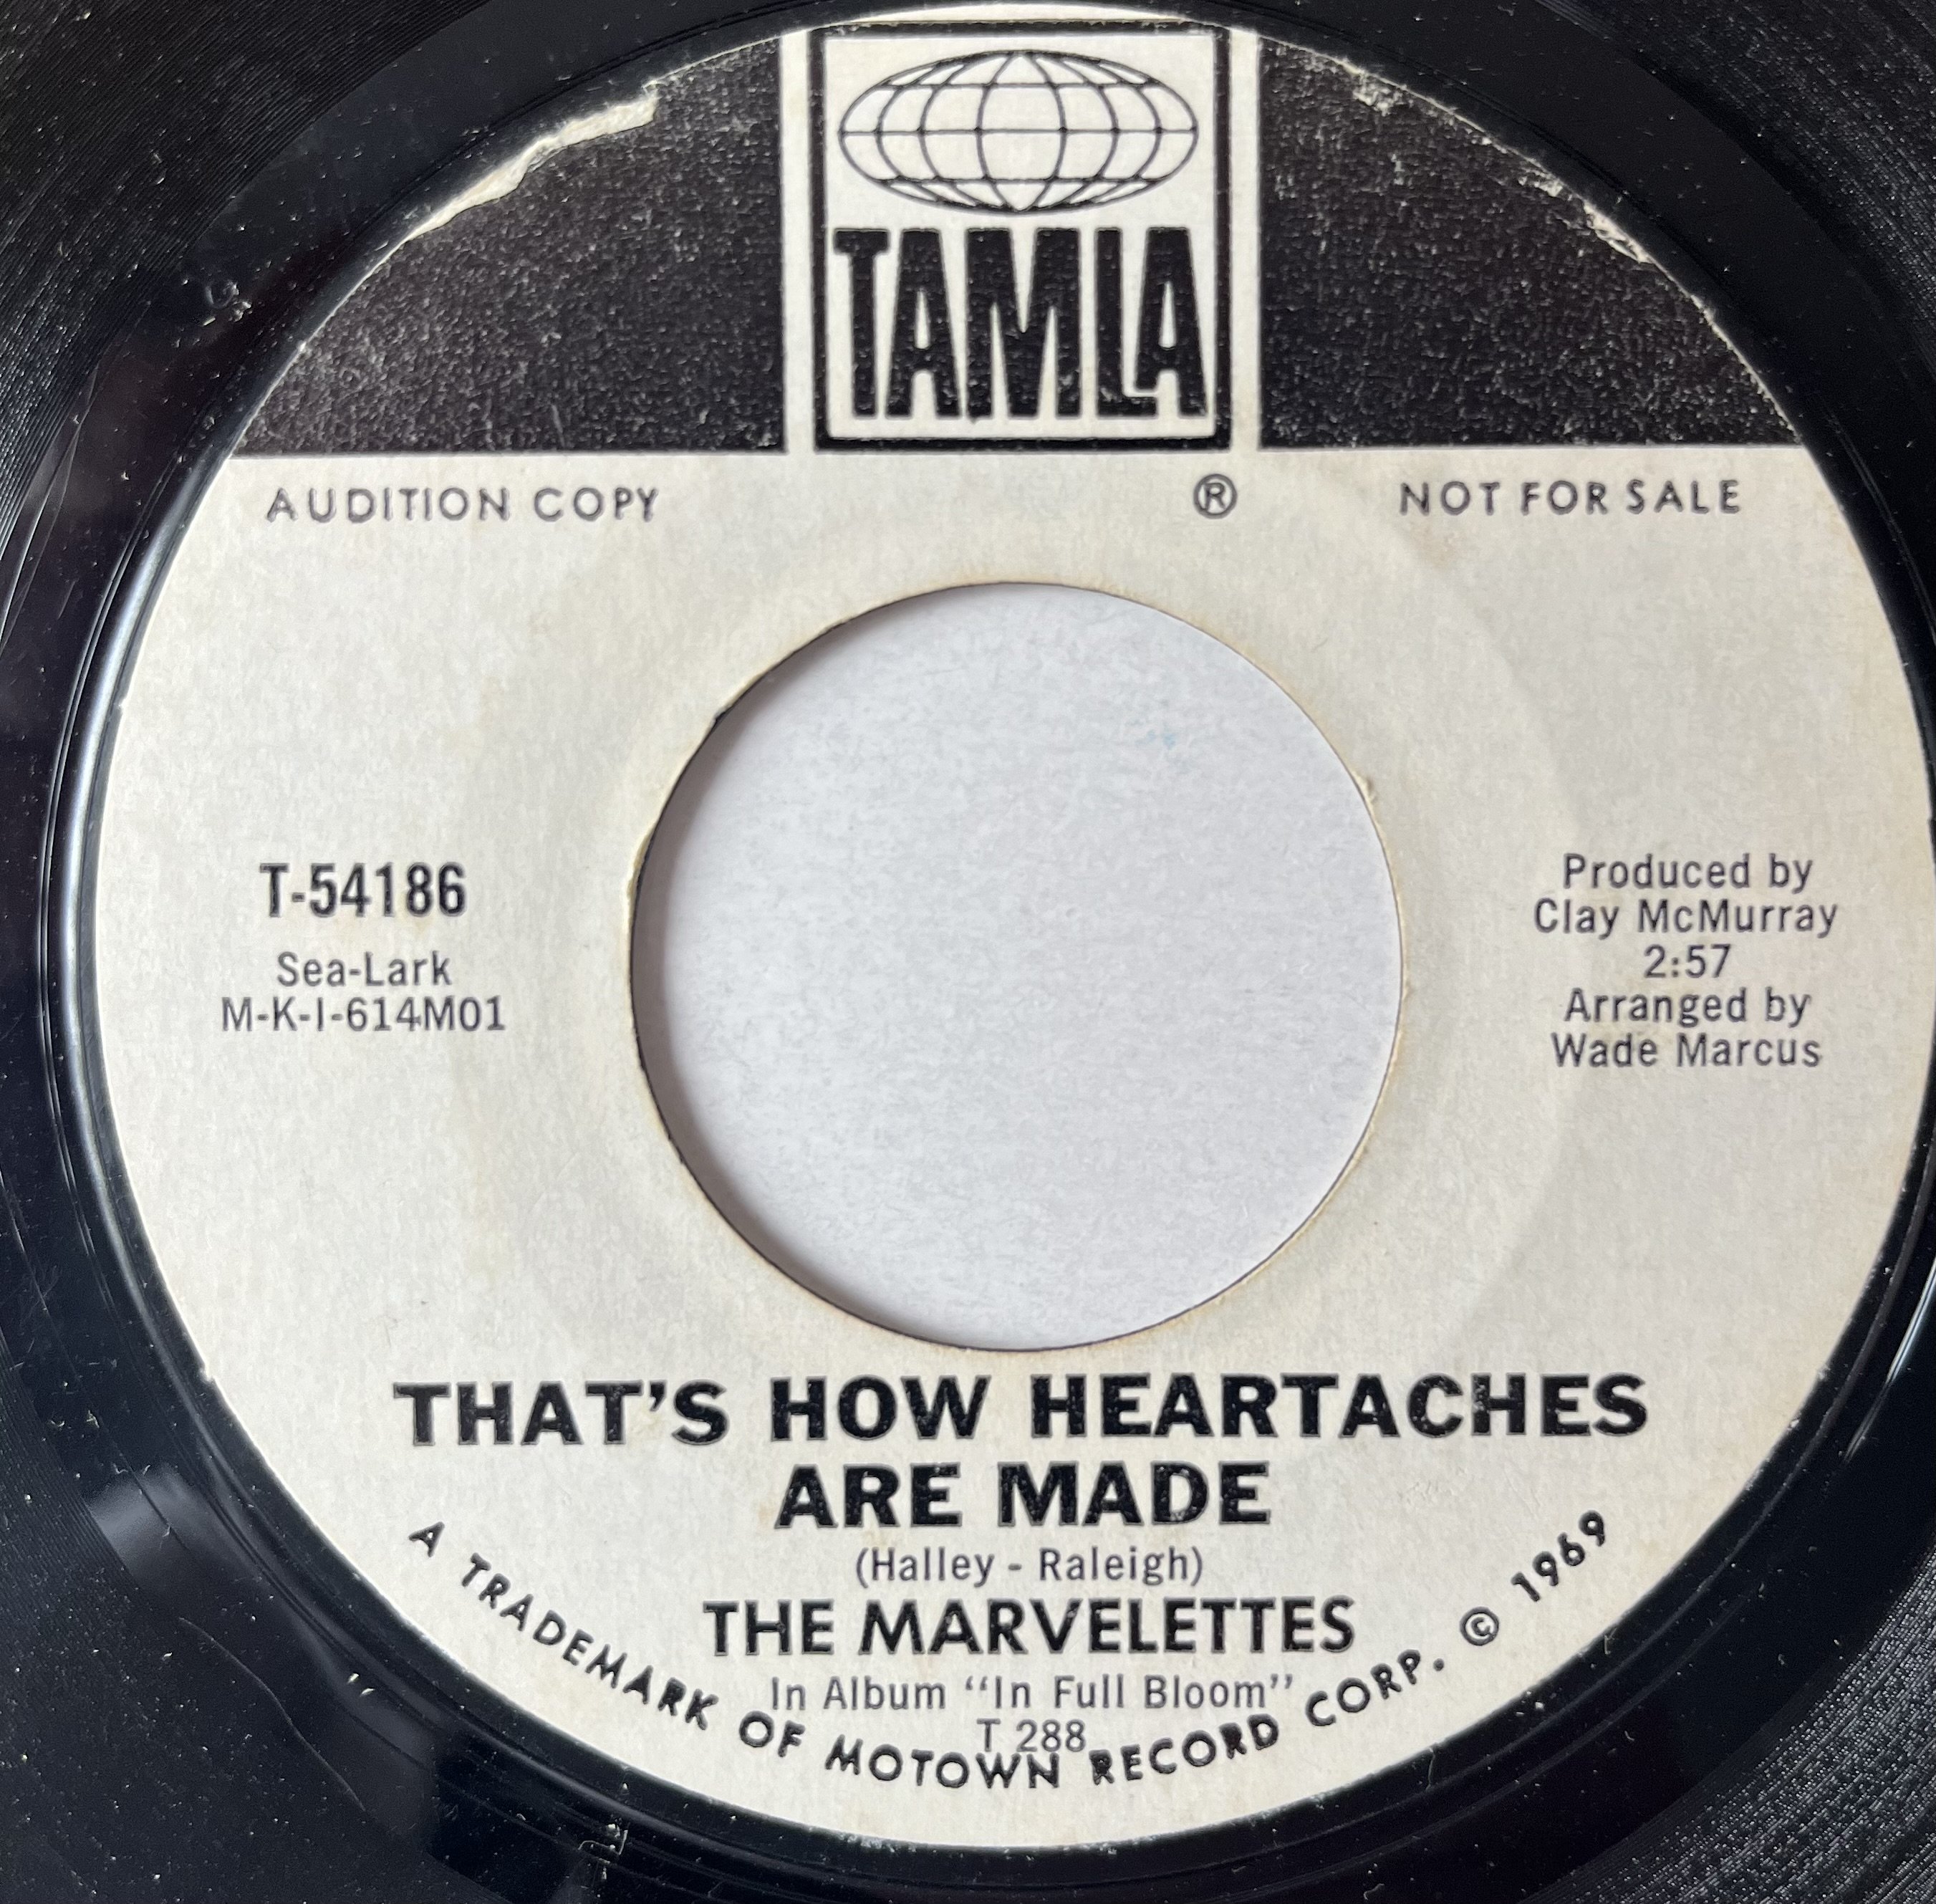 TAMLA
AUDITION COPY
®
NOT FOR SALE
T-54186
Sea-Lark
M-K-I-614M01
Produced by
Clay McMurray
2:57
Arranged by
Wade Marcus
THAT'S HOW HEARTACHES
ARE MADE
(Halley - Raleigh)
THE MARVELETTES
In Album "In Full Bloom"
T 288
A TRADEMARK OF MOTOWN RECORD CORP. © 1969